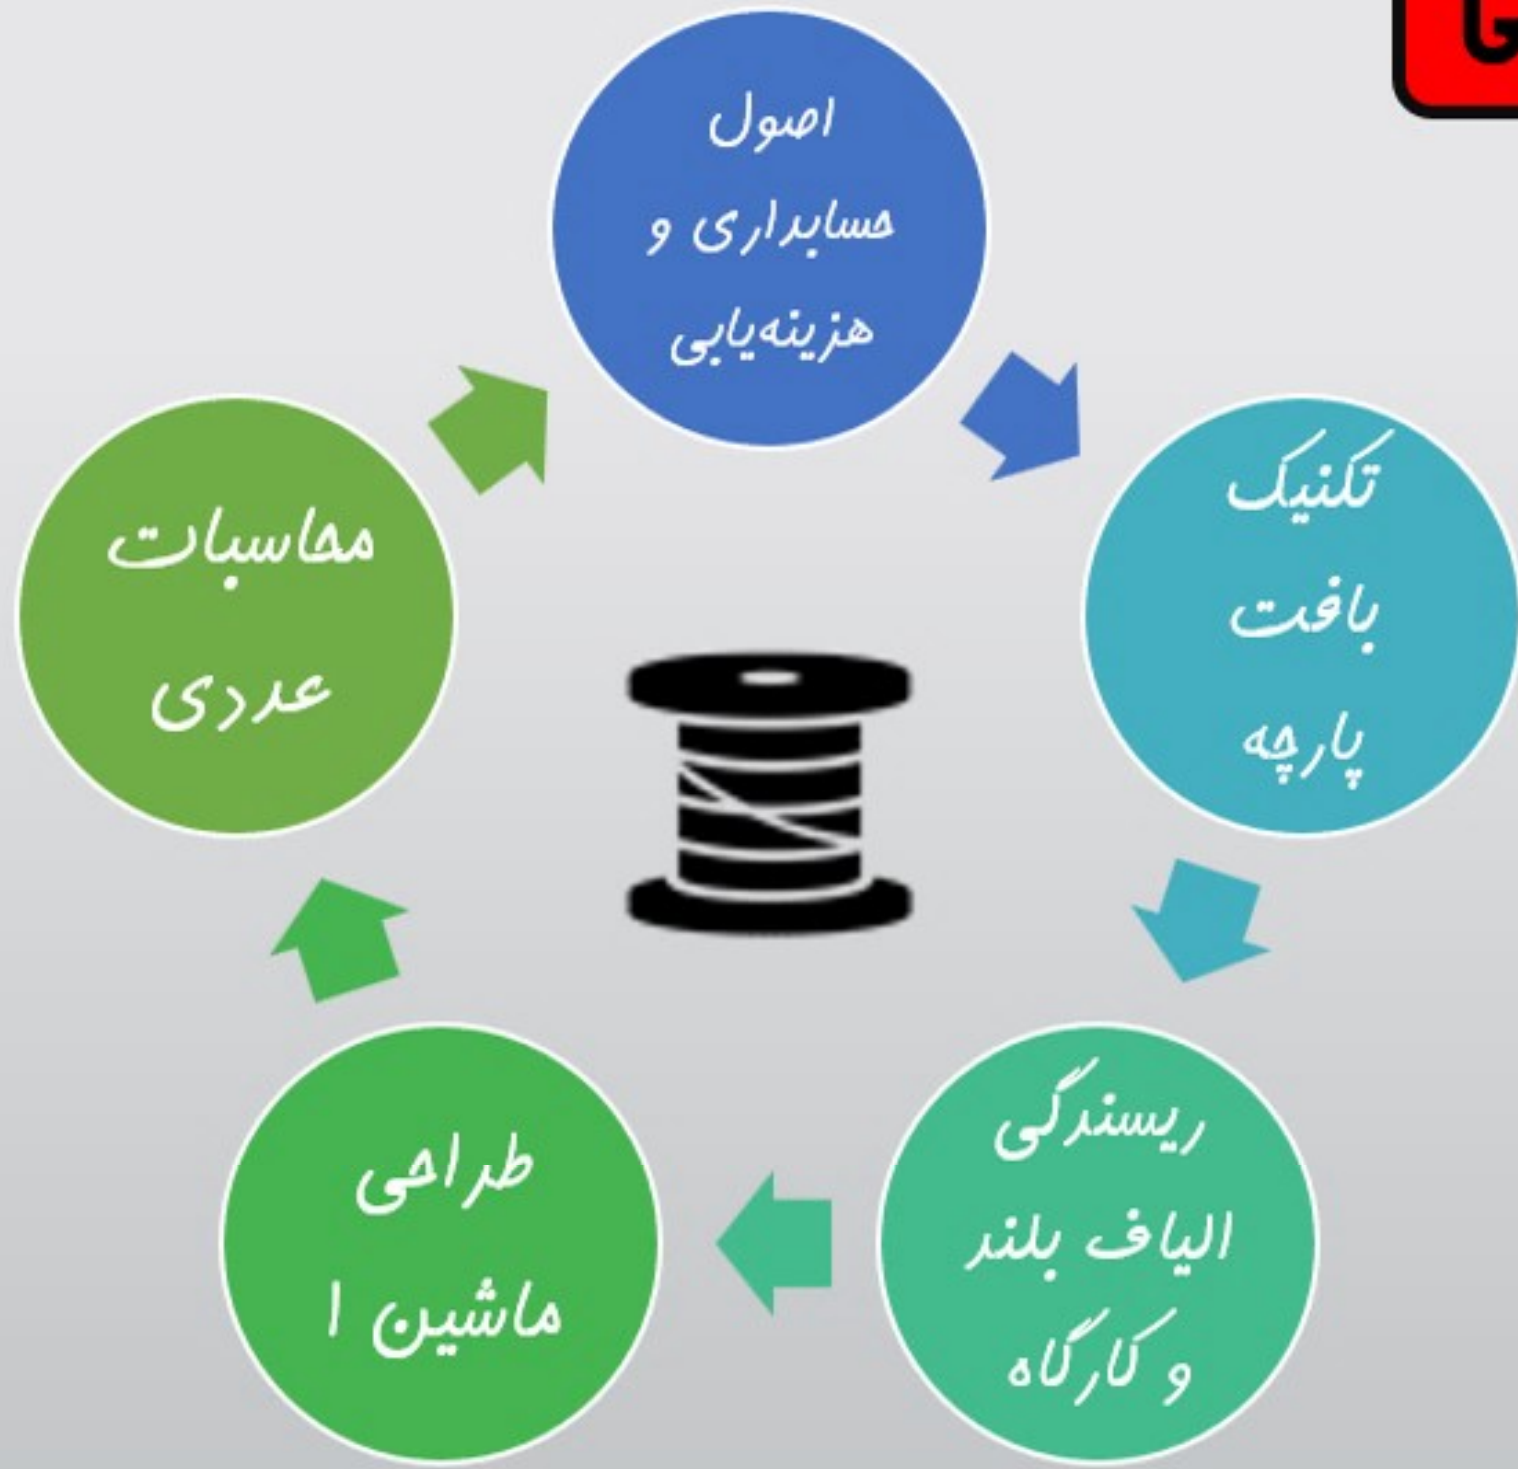 اصول
حسابداری و
هزینه‌یابی
تکنیک
بافت
پارچه
ریسندگی
الیاف بلند
و کارگاه
طراحی
ماشین ۱
محاسبات
عددی